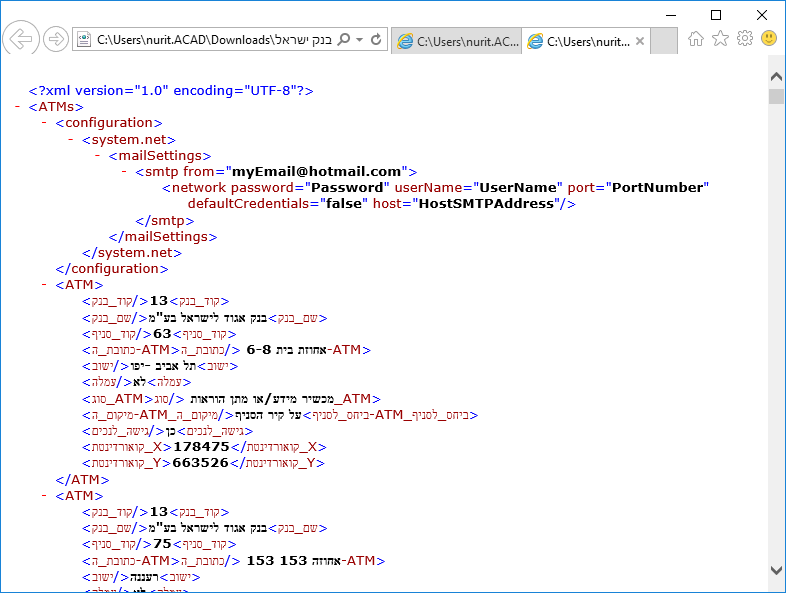 C:\Users\nurit.ACAD\Downloads\בנק ישראל
C:\Users\nurit.AC...
C:\Users\nurit...
<?xml version="1.0" encoding="UTF-8"?>
- <ATMs>
- <configuration>
- <system.net>
- <mailSettings>
- <smtp from="myEmail@hotmail.com">
<network password="Password" userName="UserName" port="PortNumber"
defaultCredentials="false" host="HostSMTPAddress"/>
</smtp>
</mailSettings>
</system.net>
</configuration>
- <ATM>
<קוד_בנק>13</קוד_בנק>
<שם_בנק>בנק אגוד לישראל בע"מ</שם_בנק>
<קוד_סניף>63</קוד_סניף>
<כתובת_ה-ATM>אחוזת בית 6-8 </כתובת_ה-ATM>
<ישוב>תל אביב -יפו</ישוב>
<עמלה>לא</עמלה>
<סוג_ATM>מכשיר מידע/או מתן הוראות </סוג_ATM>
<מיקום_ה-ATM_ביחס_לסניף>על קיר הסניף</מיקום_ה-ATM_ביחס_לסניף>
<גישה_לנכים>כן</גישה_לנכים>
<קואורדינטת_X>178475</קואורדינטת_X>
<קואורדינטת_Y>663526</קואורדינטת_Y>
</ATM>
- <ATM>
<קוד_בנק>13</קוד_בנק>
<שם_בנק>בנק אגוד לישראל בע"מ</שם_בנק>
<קוד_סניף>75</קוד_סניף>
<כתובת_ה-ATM>אחוזה 153 153 </כתובת_ה-ATM>
<ישוב>רעננה</ישוב>